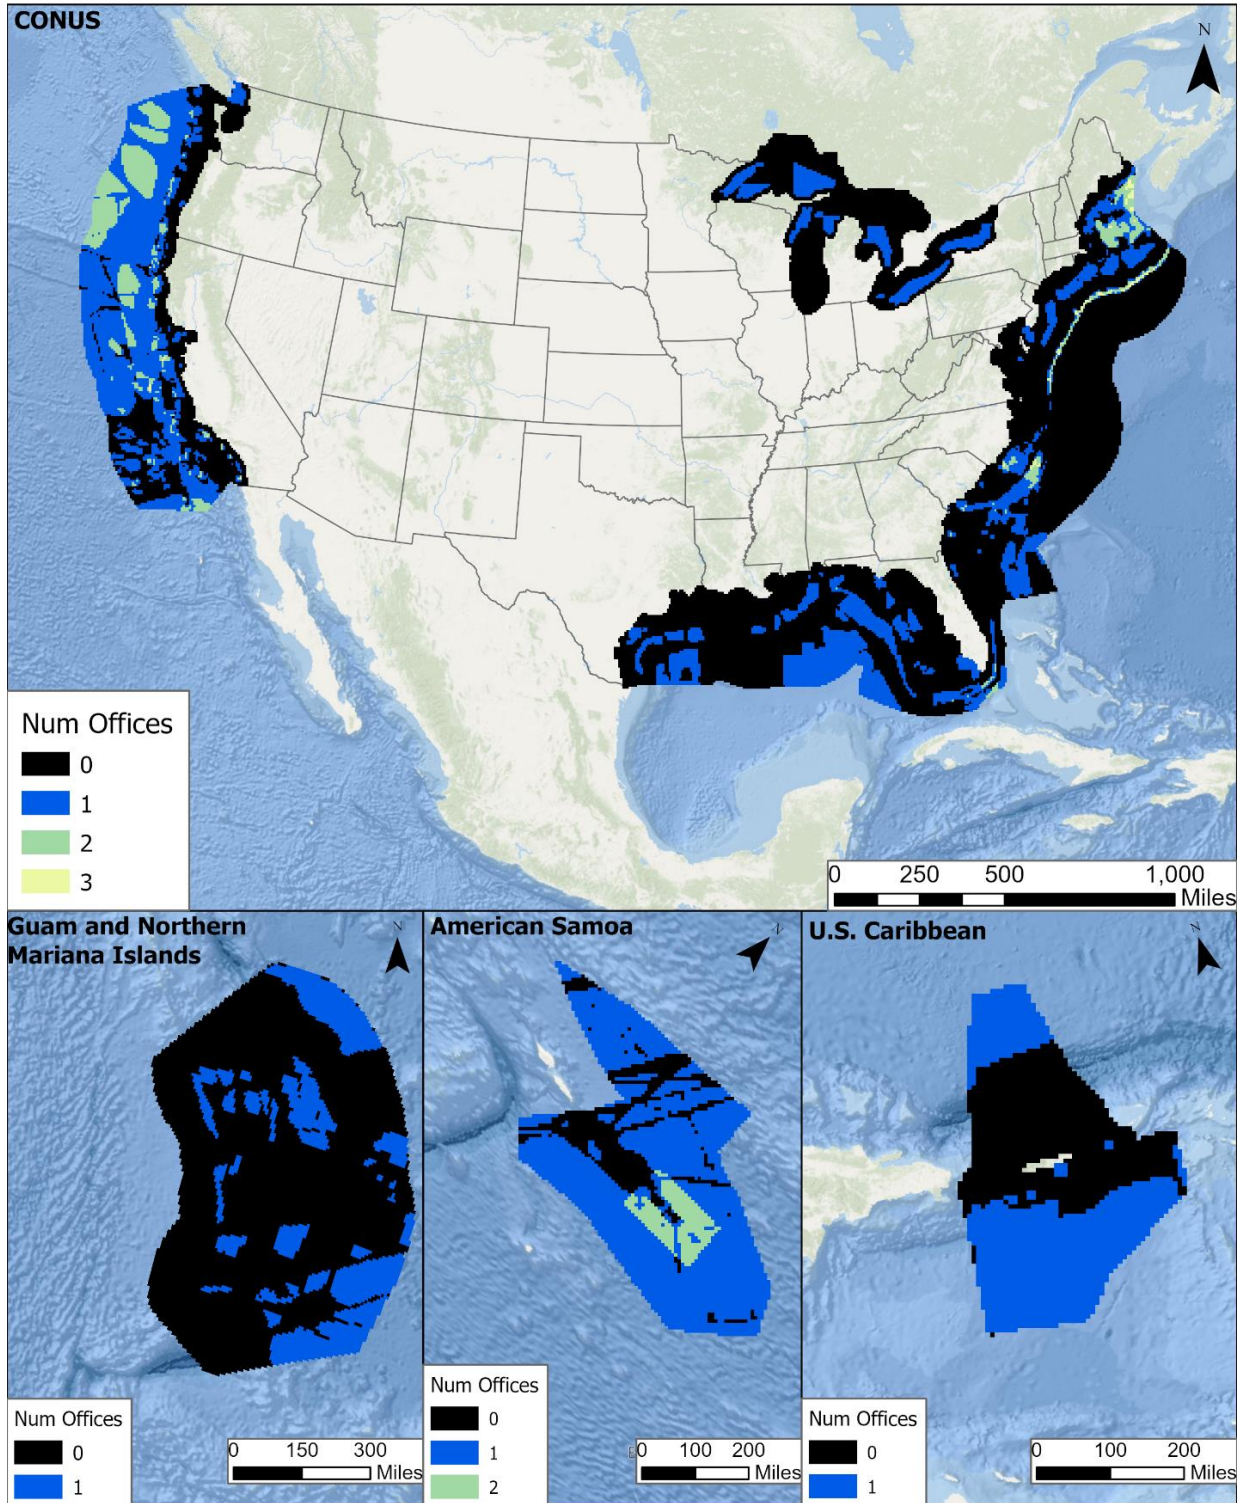 CONUS
N
Num Offices
0
1
2
3
0 250 500 1,000
Miles
Guam and Northern
Mariana Islands
N
Num Offices
0
1
0 150 300
Miles
American Samoa
N
Num Offices
0
1
2
0 100 200
Miles
U.S. Caribbean
N
Num Offices
0
1
0 100 200
Miles